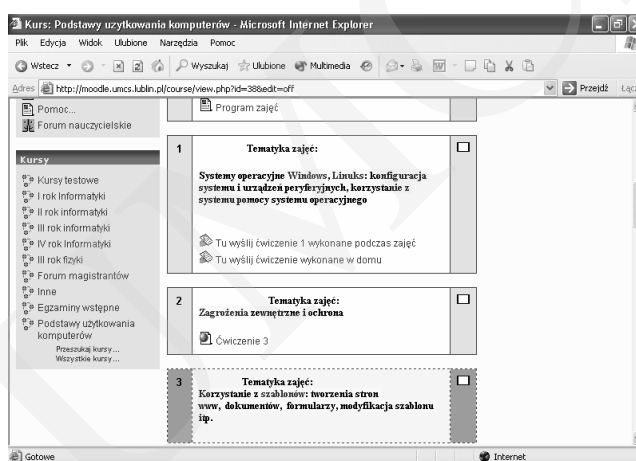 Kurs: Podstawy uzytkowania komputerów - Microsoft Internet Explorer
Plik Edycja Widok Ulubione Narzędzia Pomoc
Wstecz Wyszukaj Ulubione Multimedia
Adres http://moodle.umcs.lublin.pl/course/view.php?id=38&edit=off Przejdź Łącz
Pomoc...
Forum nauczycielskie
Kursy
Kursy testowe
I rok Informatyki
II rok informatyki
III rok informatyki
IV rok Informatyki
III rok fizyki
Forum magistrantów
Inne
Egzaminy wstępne
Podstawy użytkowania
komputerów
Przeszukaj kursy...
Wszystkie kursy...
Program zajęć
1 Tematyka zajęć:
Systemy operacyjne Windows, Linuks: konfiguracja
systemu i urządzeń peryferyjnych, korzystanie z
systemu pomocy systemu operacyjnego
Tu wyślij ćwiczenie 1 wykonane podczas zajęć
Tu wyślij ćwiczenie wykonane w domu
2 Tematyka zajęć:
Zagrożenia zewnętrzne i ochrona
Ćwiczenie 3
3 Tematyka zajęć:
Korzystanie z szablonów: tworzenia stron
www, dokumentów, formularzy, modyfikacja szablonu
itp.
Gotowe Internet